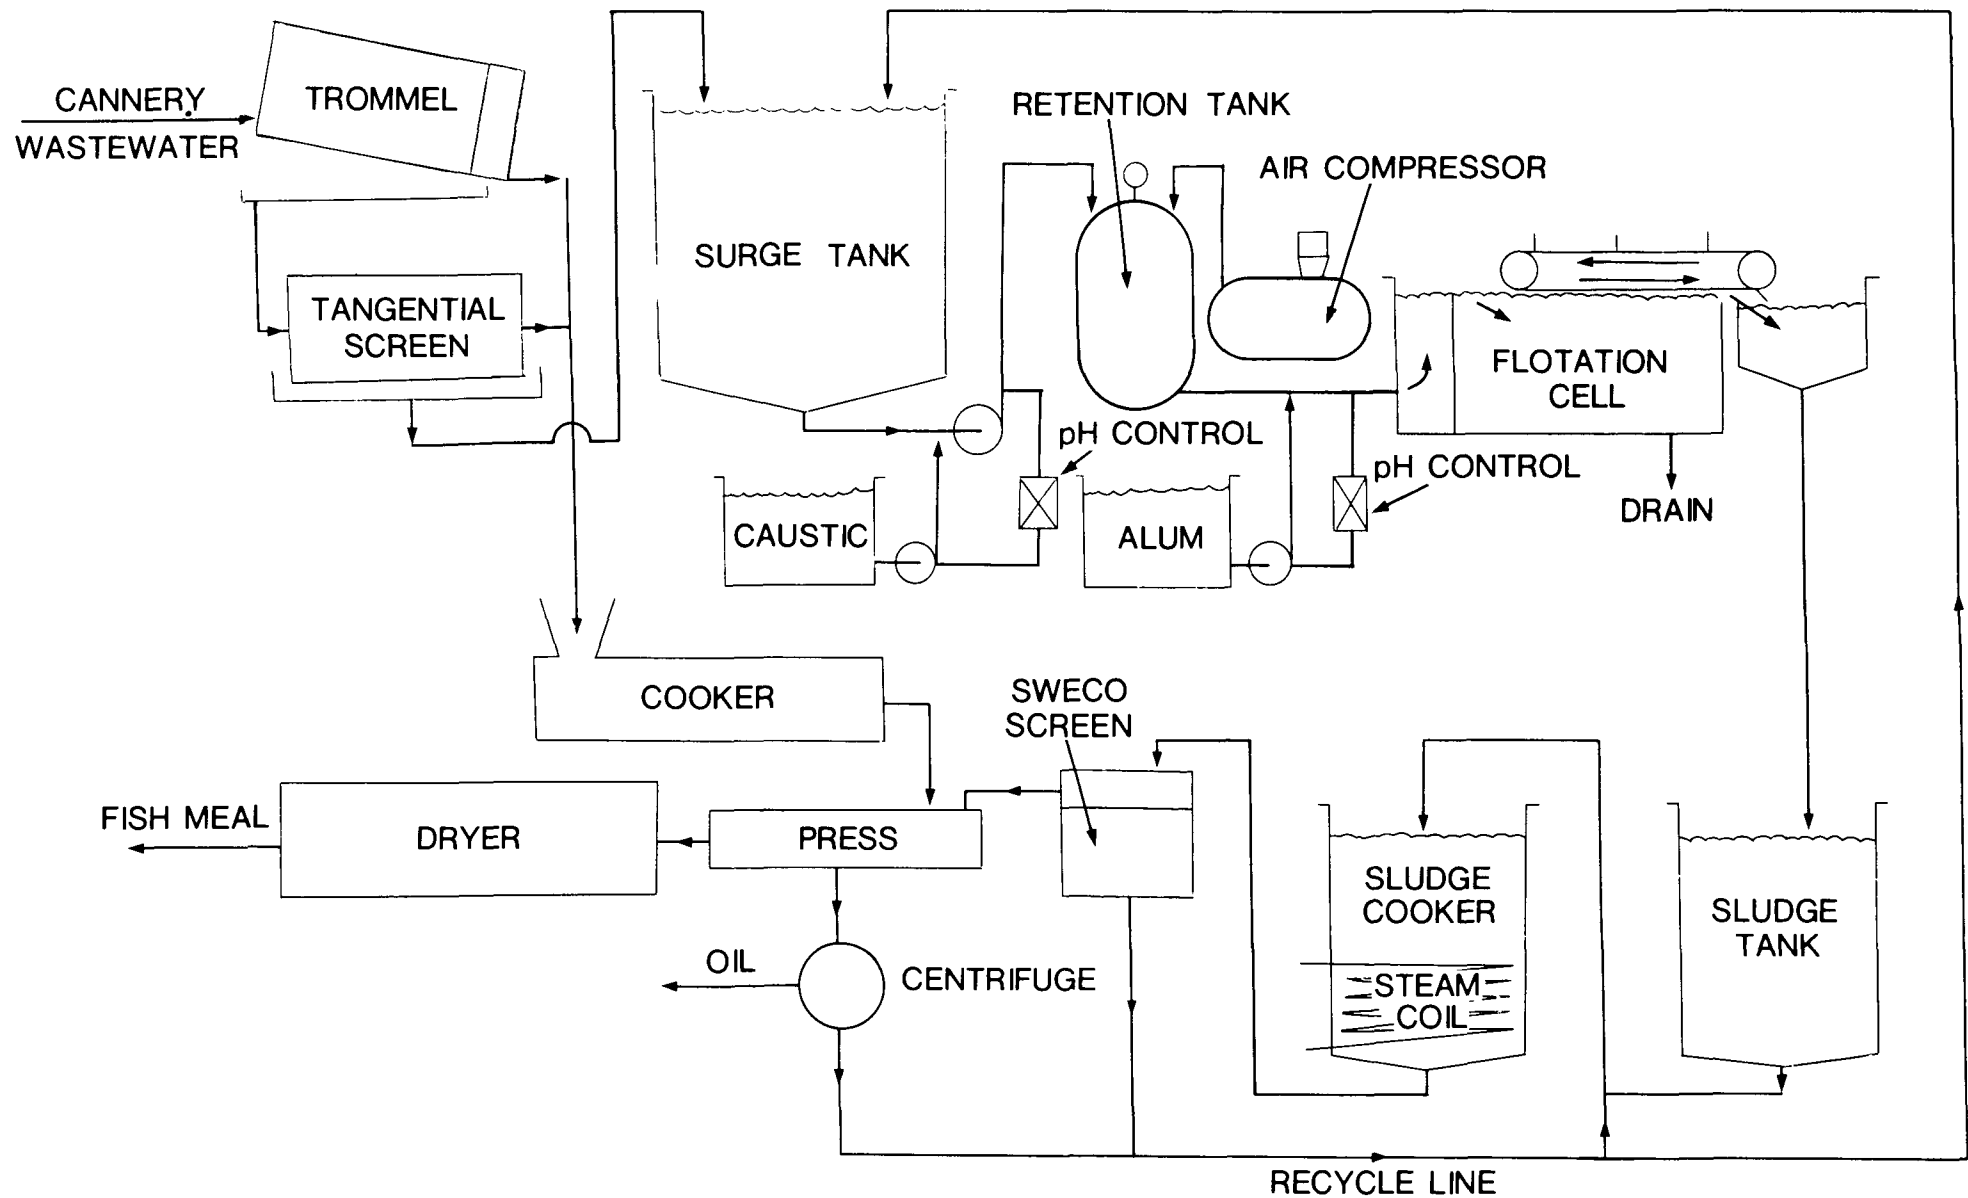 CANNERY
WASTEWATER
TROMMEL
RETENTION TANK
AIR COMPRESSOR
SURGE TANK
TANGENTIAL
SCREEN
FLOTATION
CELL
pH CONTROL
pH CONTROL
DRAIN
CAUSTIC
ALUM
COOKER
SWECO
SCREEN
FISH MEAL
DRYER
PRESS
SLUDGE
COOKER
SLUDGE
TANK
OIL
CENTRIFUGE
STEAM
COIL
RECYCLE LINE